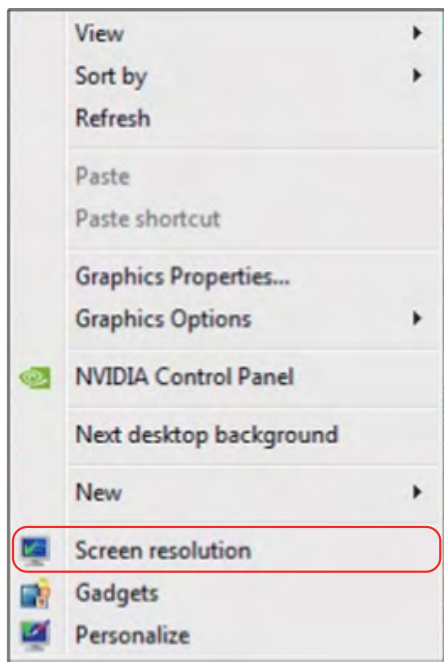 View
Sort by
Refresh
Paste
Paste shortcut
Graphics Properties...
Graphics Options
NVIDIA Control Panel
Next desktop background
New
Screen resolution
Gadgets
Personalize